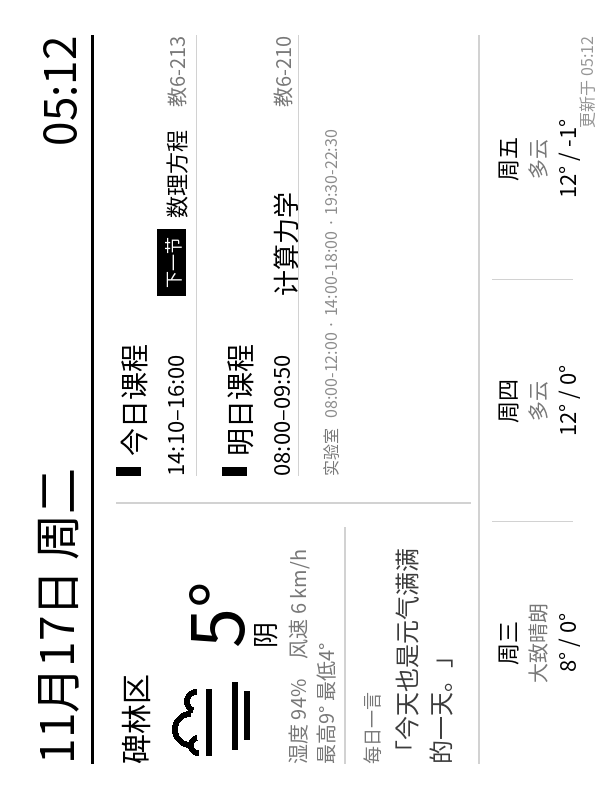 11月17日 周二
05:12
碑林区
5°
阴
湿度 94% 风速 6 km/h
最高9° 最低4°
每日一言
「今天也是元气满满
的一天。」
今日课程
14:10–16:00 下一节 数理方程 教6-213
明日课程
08:00–09:50 计算力学 教6-210
实验室 08:00-12:00 · 14:00-18:00 · 19:30-22:30
周三
大致晴朗
8° / 0°
周四
多云
12° / 0°
周五
多云
12° / -1°
更新于 05:12